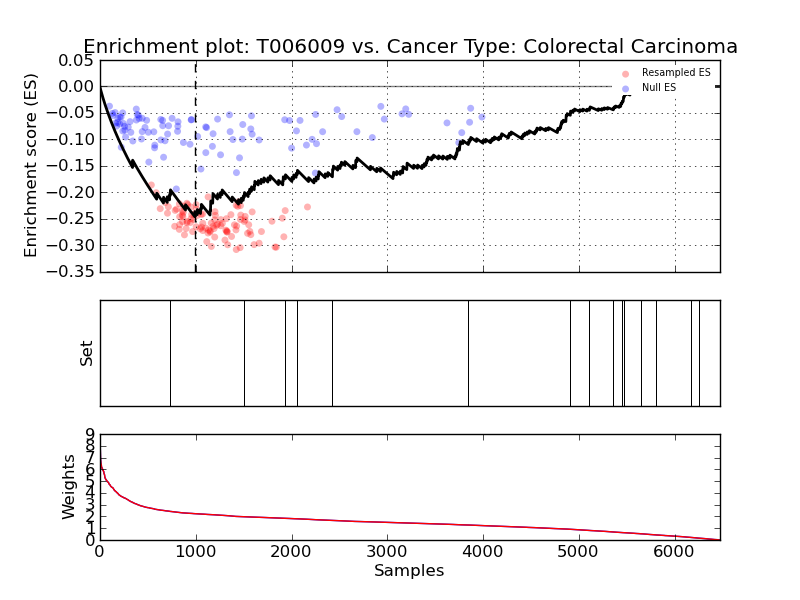 Enrichment plot: T006009 vs. Cancer Type: Colorectal Carcinoma
Enrichment score (ES)
0.05
0.00
−0.05
−0.10
−0.15
−0.20
−0.25
−0.30
−0.35
Resampled ES
Null ES
Set
Weights
9
8
7
6
5
4
3
2
1
0
0 1000 2000 3000 4000 5000 6000
Samples